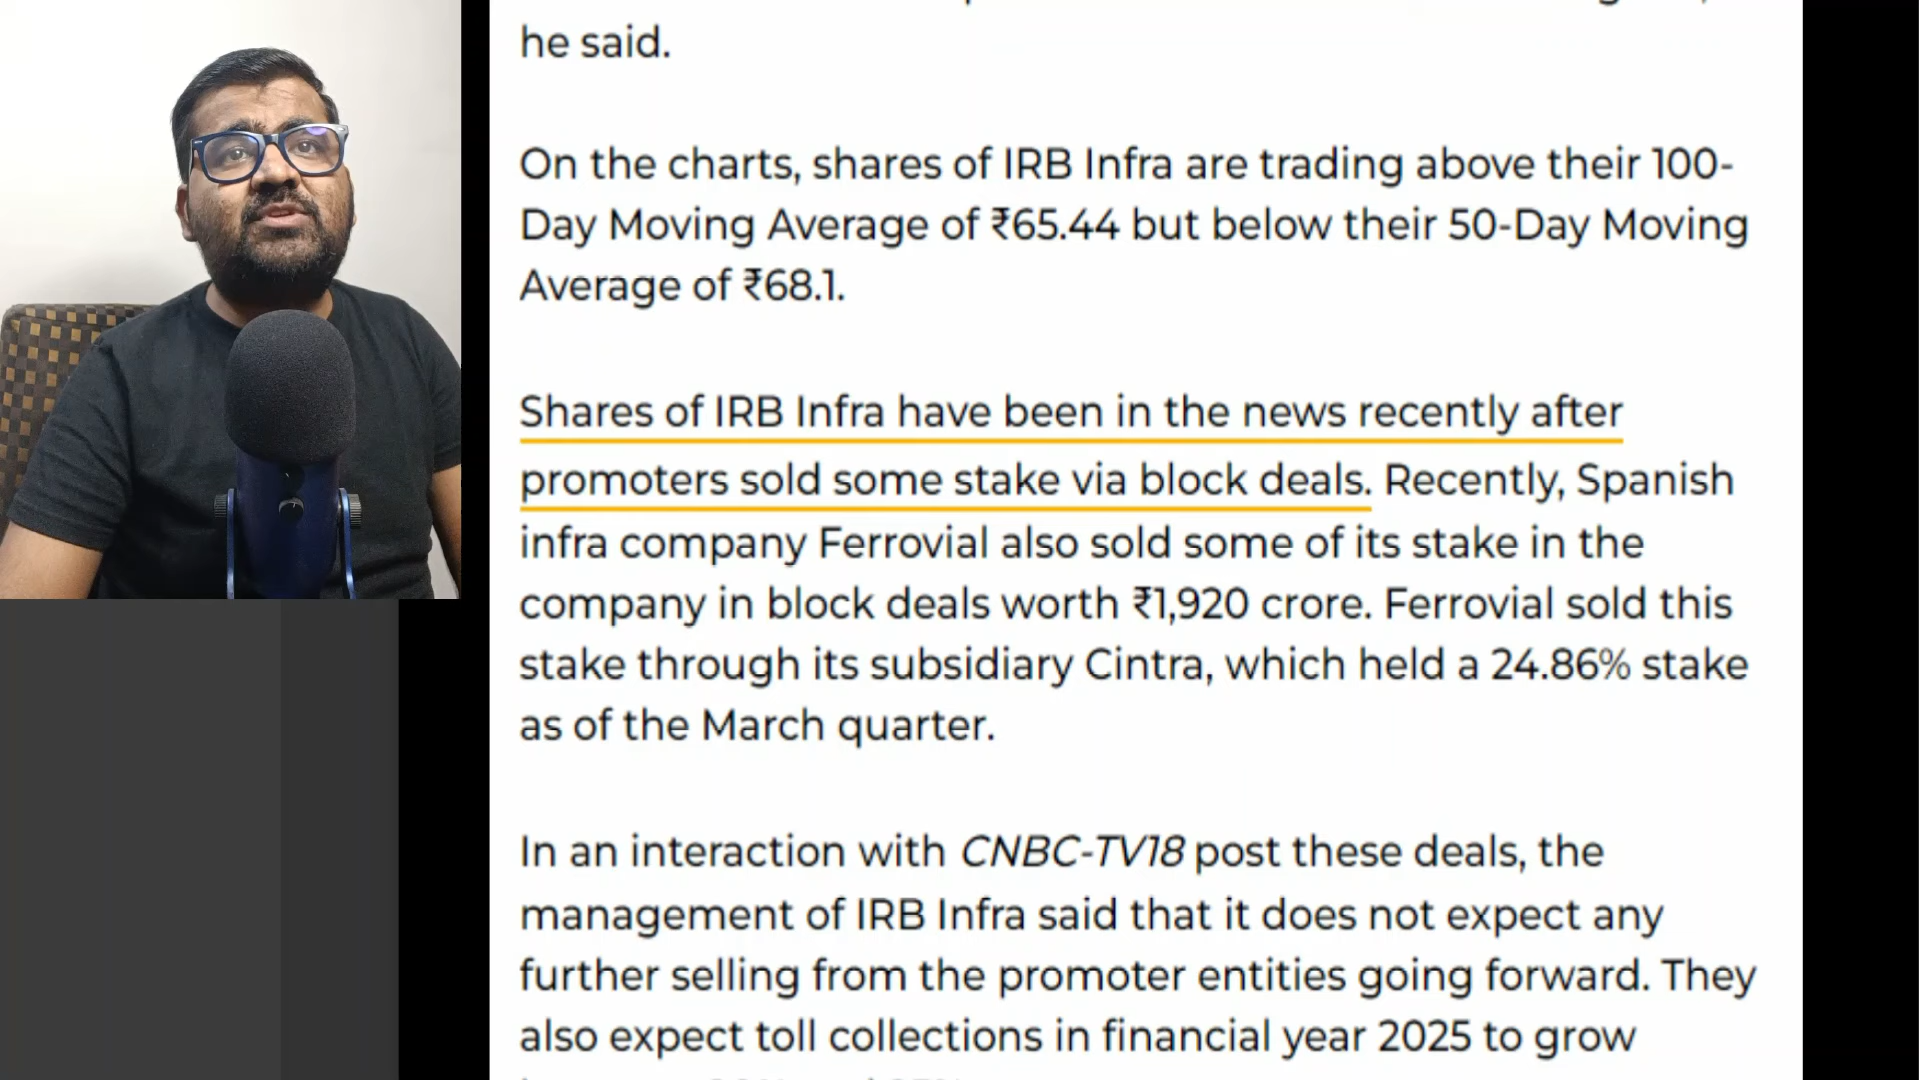 he said.
On the charts, shares of IRB Infra are trading above their 100-
Day Moving Average of ₹65.44 but below their 50-Day Moving
Average of ₹68.1.
Shares of IRB Infra have been in the news recently after
promoters sold some stake via block deals. Recently, Spanish
infra company Ferrovial also sold some of its stake in the
company in block deals worth ₹1,920 crore. Ferrovial sold this
stake through its subsidiary Cintra, which held a 24.86% stake
as of the March quarter.
In an interaction with CNBC-TV18 post these deals, the
management of IRB Infra said that it does not expect any
further selling from the promoter entities going forward. They
also expect toll collections in financial year 2025 to grow